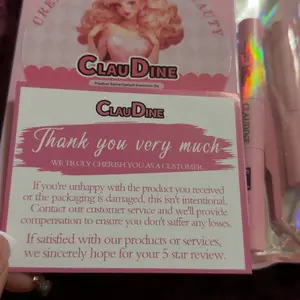 BEAUTY
CLAUDINE
CLAUDINE
Thank you very much
WE TRULY CHERISH YOU AS A CUSTOMER
If you're unhappy with the product you received
or the packaging is damaged, this isn't intentional.
Contact our customer service and we'll provide
compensation to ensure you don't suffer any losses.
If satisfied with our products or services,
we sincerely hope for your 5 star review.
CLAUDINE